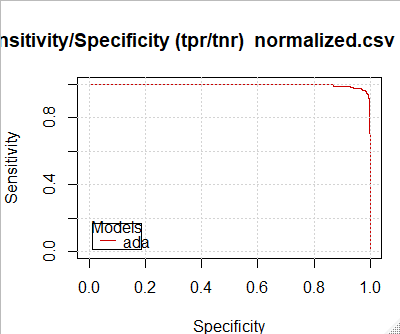 nsitivity/Specificity (tpr/tnr) normalized.csv
Sensitivity
0.8
0.4
0.0
Models
ada
0.0 0.2 0.4 0.6 0.8 1.0
Specificity